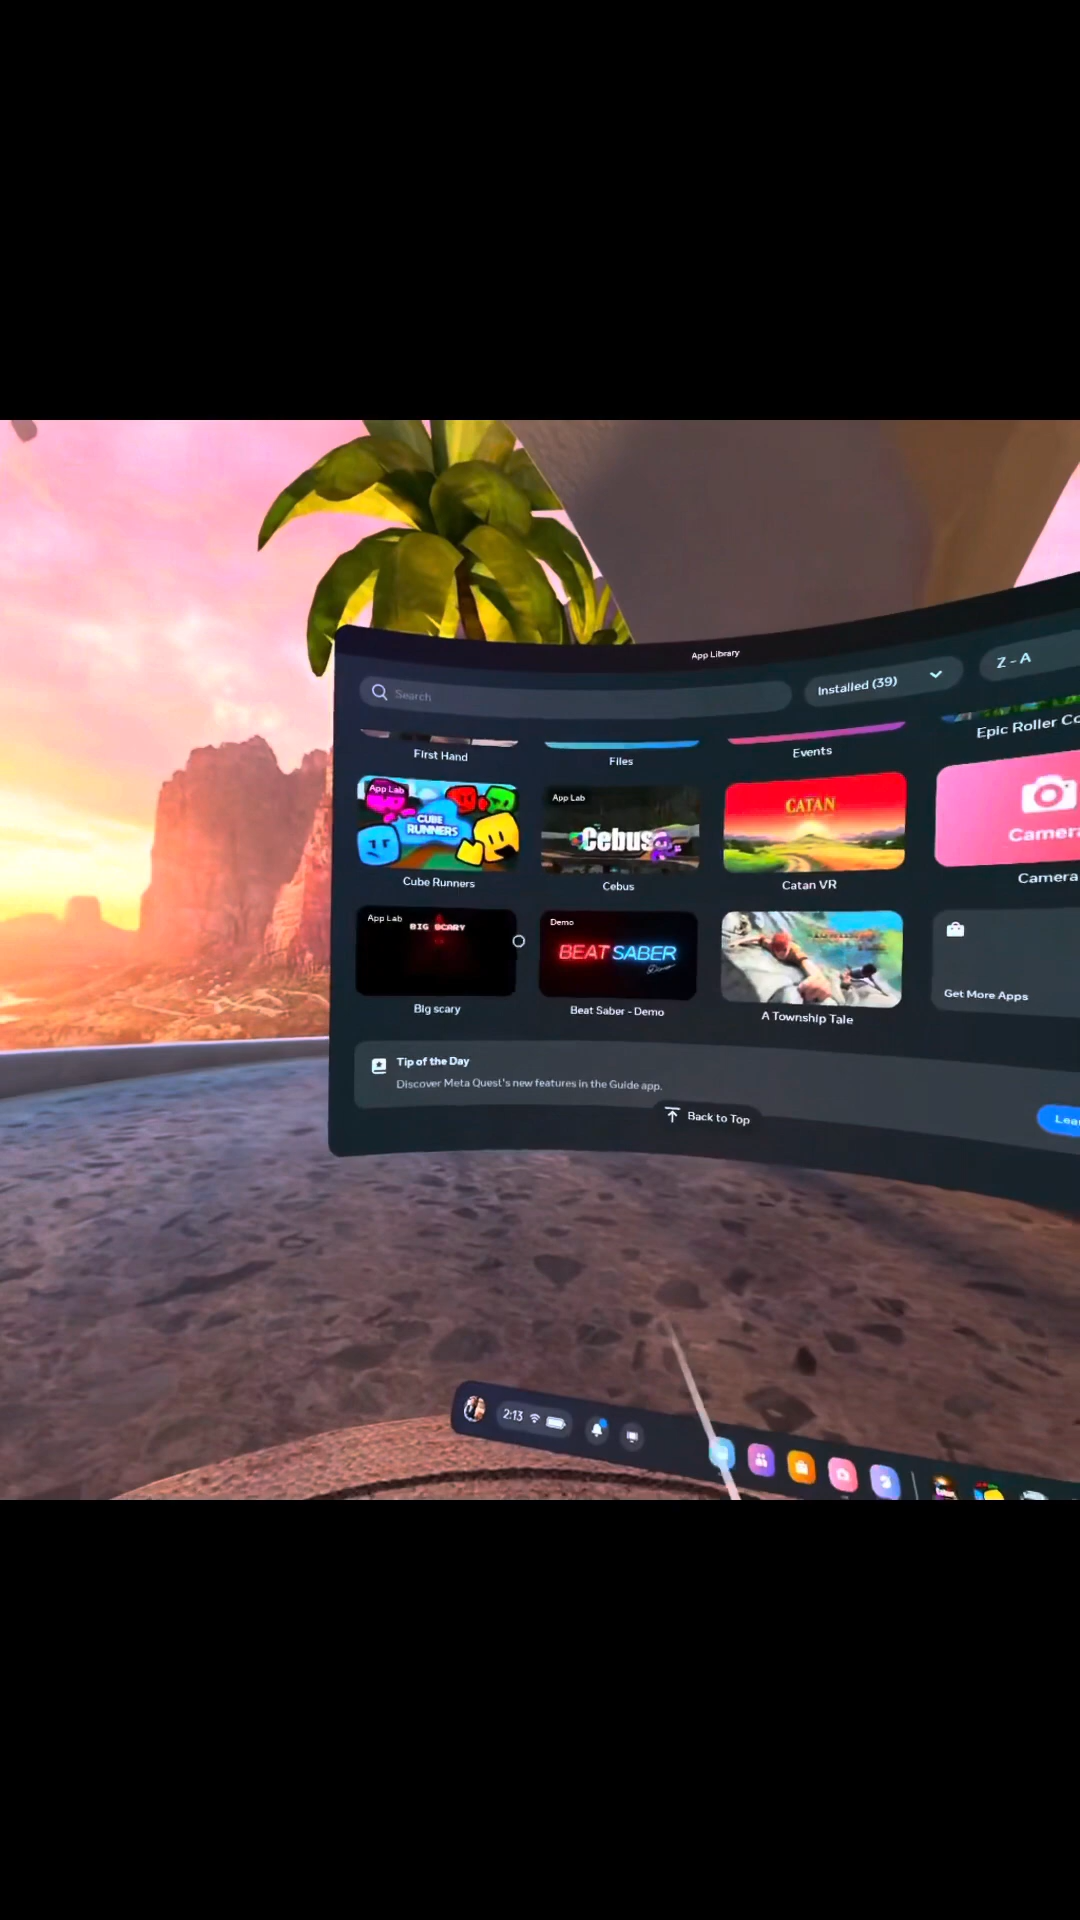 App Library
Search
Installed (39)
Z - A
First Hand
Files
Events
Epic Roller Co
App Lab
CUBE
RUNNERS
Cube Runners
App Lab
Cebus
Cebus
CATAN
Catan VR
Camera
Camera
App Lab
BIG SCARY
Big scary
Demo
BEAT SABER
Demo
Beat Saber - Demo
A Township Tale
Get More Apps
Tip of the Day
Discover Meta Quest's new features in the Guide app.
Back to Top
Lea
2:13